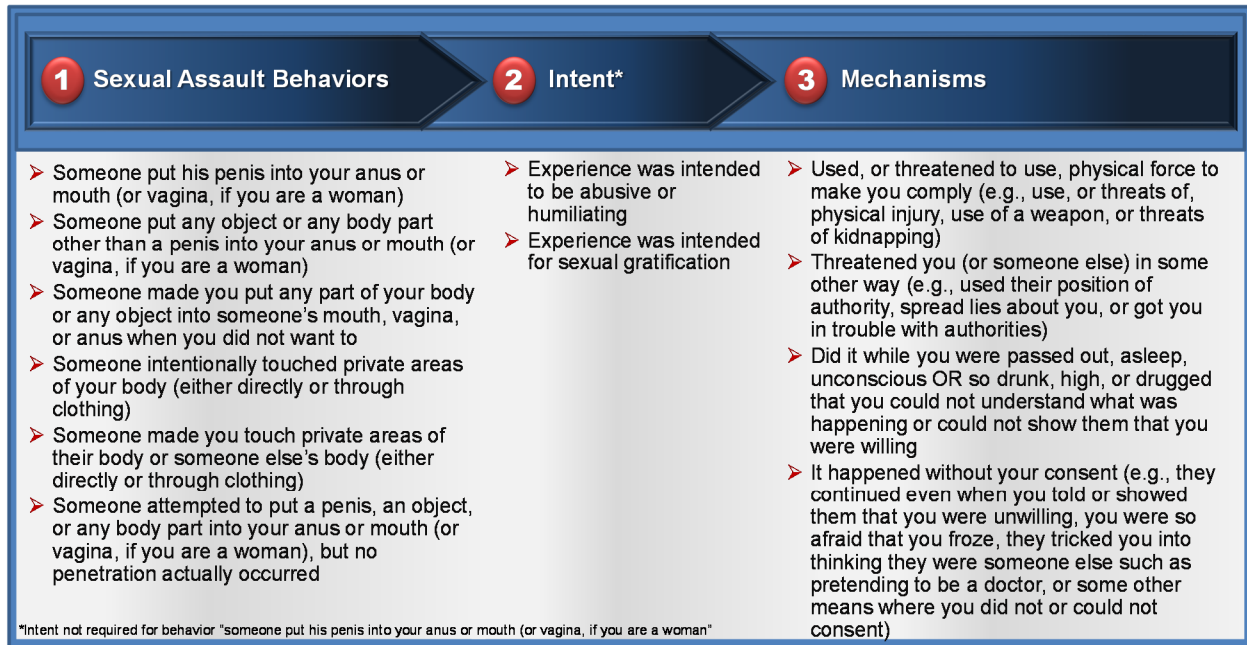 1 Sexual Assault Behaviors
2 Intent*
3 Mechanisms
Someone put his penis into your anus or
mouth (or vagina, if you are a woman)
Someone put any object or any body part
other than a penis into your anus or mouth (or
vagina, if you are a woman)
Someone made you put any part of your body
or any object into someone's mouth, vagina,
or anus when you did not want to
Someone intentionally touched private areas
of your body (either directly or through
clothing)
Someone made you touch private areas of
their body or someone else's body (either
directly or through clothing)
Someone attempted to put a penis, an object,
or any body part into your anus or mouth (or
vagina, if you are a woman), but no
penetration actually occurred
Experience was intended
to be abusive or
humiliating
Experience was intended
for sexual gratification
Used, or threatened to use, physical force to
make you comply (e.g., use, or threats of,
physical injury, use of a weapon, or threats
of kidnapping)
Threatened you (or someone else) in some
other way (e.g., used their position of
authority, spread lies about you, or got you
in trouble with authorities)
Did it while you were passed out, asleep,
unconscious OR so drunk, high, or drugged
that you could not understand what was
happening or could not show them that you
were willing
It happened without your consent (e.g., they
continued even when you told or showed
them that you were unwilling, you were so
afraid that you froze, they tricked you into
thinking they were someone else such as
pretending to be a doctor, or some other
means where you did not or could not
consent)
*Intent not required for behavior "someone put his penis into your anus or mouth (or vagina, if you are a woman"